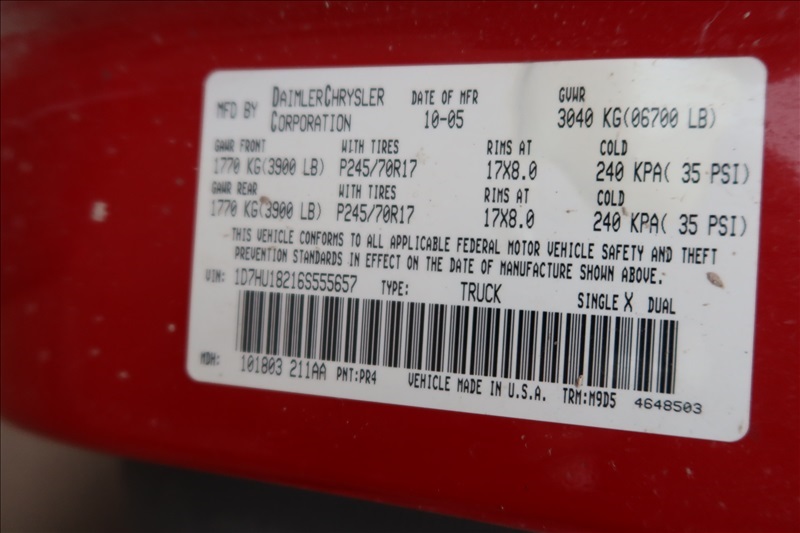 MFD BY DAIMLERCHRYSLER CORPORATION DATE OF MFR 10-05 GVWR 3040 KG(06700 LB)
GAWR FRONT WITH TIRES RIMS AT COLD
1770 KG(3900 LB) P245/70R17 17X8.0 240 KPA( 35 PSI)
GAWR REAR WITH TIRES RIMS AT COLD
1770 KG(3900 LB) P245/70R17 17X8.0 240 KPA( 35 PSI)
THIS VEHICLE CONFORMS TO ALL APPLICABLE FEDERAL MOTOR VEHICLE SAFETY AND THEFT
PREVENTION STANDARDS IN EFFECT ON THE DATE OF MANUFACTURE SHOWN ABOVE.
VIN: 1D7HU18216S555657 TYPE: TRUCK SINGLE X DUAL
MDH: 101803 211AA PNT:PR4 VEHICLE MADE IN U.S.A. TRM:M9D5 4648503